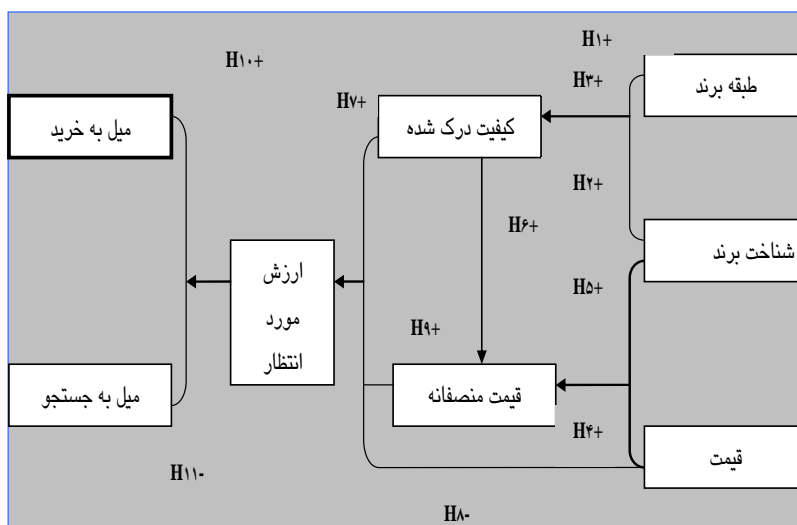 H۱+
H۱۰+
طبقه برند
H۳+
H۷+
میل به خرید
کیفیت درک شده
H۲+
H۶+
شناخت برند
ارزش
مورد
انتظار
H۵+
H۹+
میل به جستجو
قیمت منصفانه
H۴+
قیمت
H۱۱-
H۸-